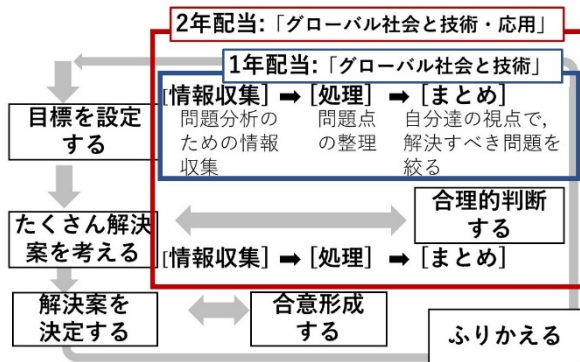 2年配当:「グローバル社会と技術・応用」
1年配当:「グローバル社会と技術」
[情報収集] ➡ [処理] ➡ [まとめ]
問題分析の
ための情報
収集
問題点
の整理
自分達の視点で,
解決すべき問題を
絞る
目標を設定
する
たくさん解決
案を考える
合理的判断
する
[情報収集] ➡ [処理] ➡ [まとめ]
解決案を
決定する
合意形成
する
ふりかえる